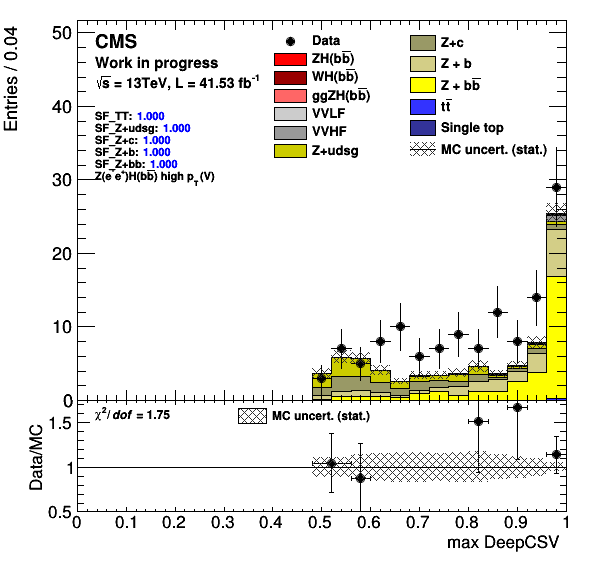 Entries / 0.04
50
40
30
20
10
0
CMS
Work in progress
√s = 13TeV, L = 41.53 fb⁻¹
SF_TT: 1.000
SF_Z+udsg: 1.000
SF_Z+c: 1.000
SF_Z+b: 1.000
SF_Z+bb: 1.000
Z(e⁻e⁺)H(bb̅) high p_T(V)
Data
ZH(bb̅)
WH(bb̅)
ggZH(bb̅)
VVLF
VVHF
Z+udsg
Z+c
Z + b
Z + bb̅
tt̅
Single top
MC uncert. (stat.)
Data/MC
1.5
1
0.5
χ²/dof = 1.75
MC uncert. (stat.)
0 0.1 0.2 0.3 0.4 0.5 0.6 0.7 0.8 0.9 1
max DeepCSV